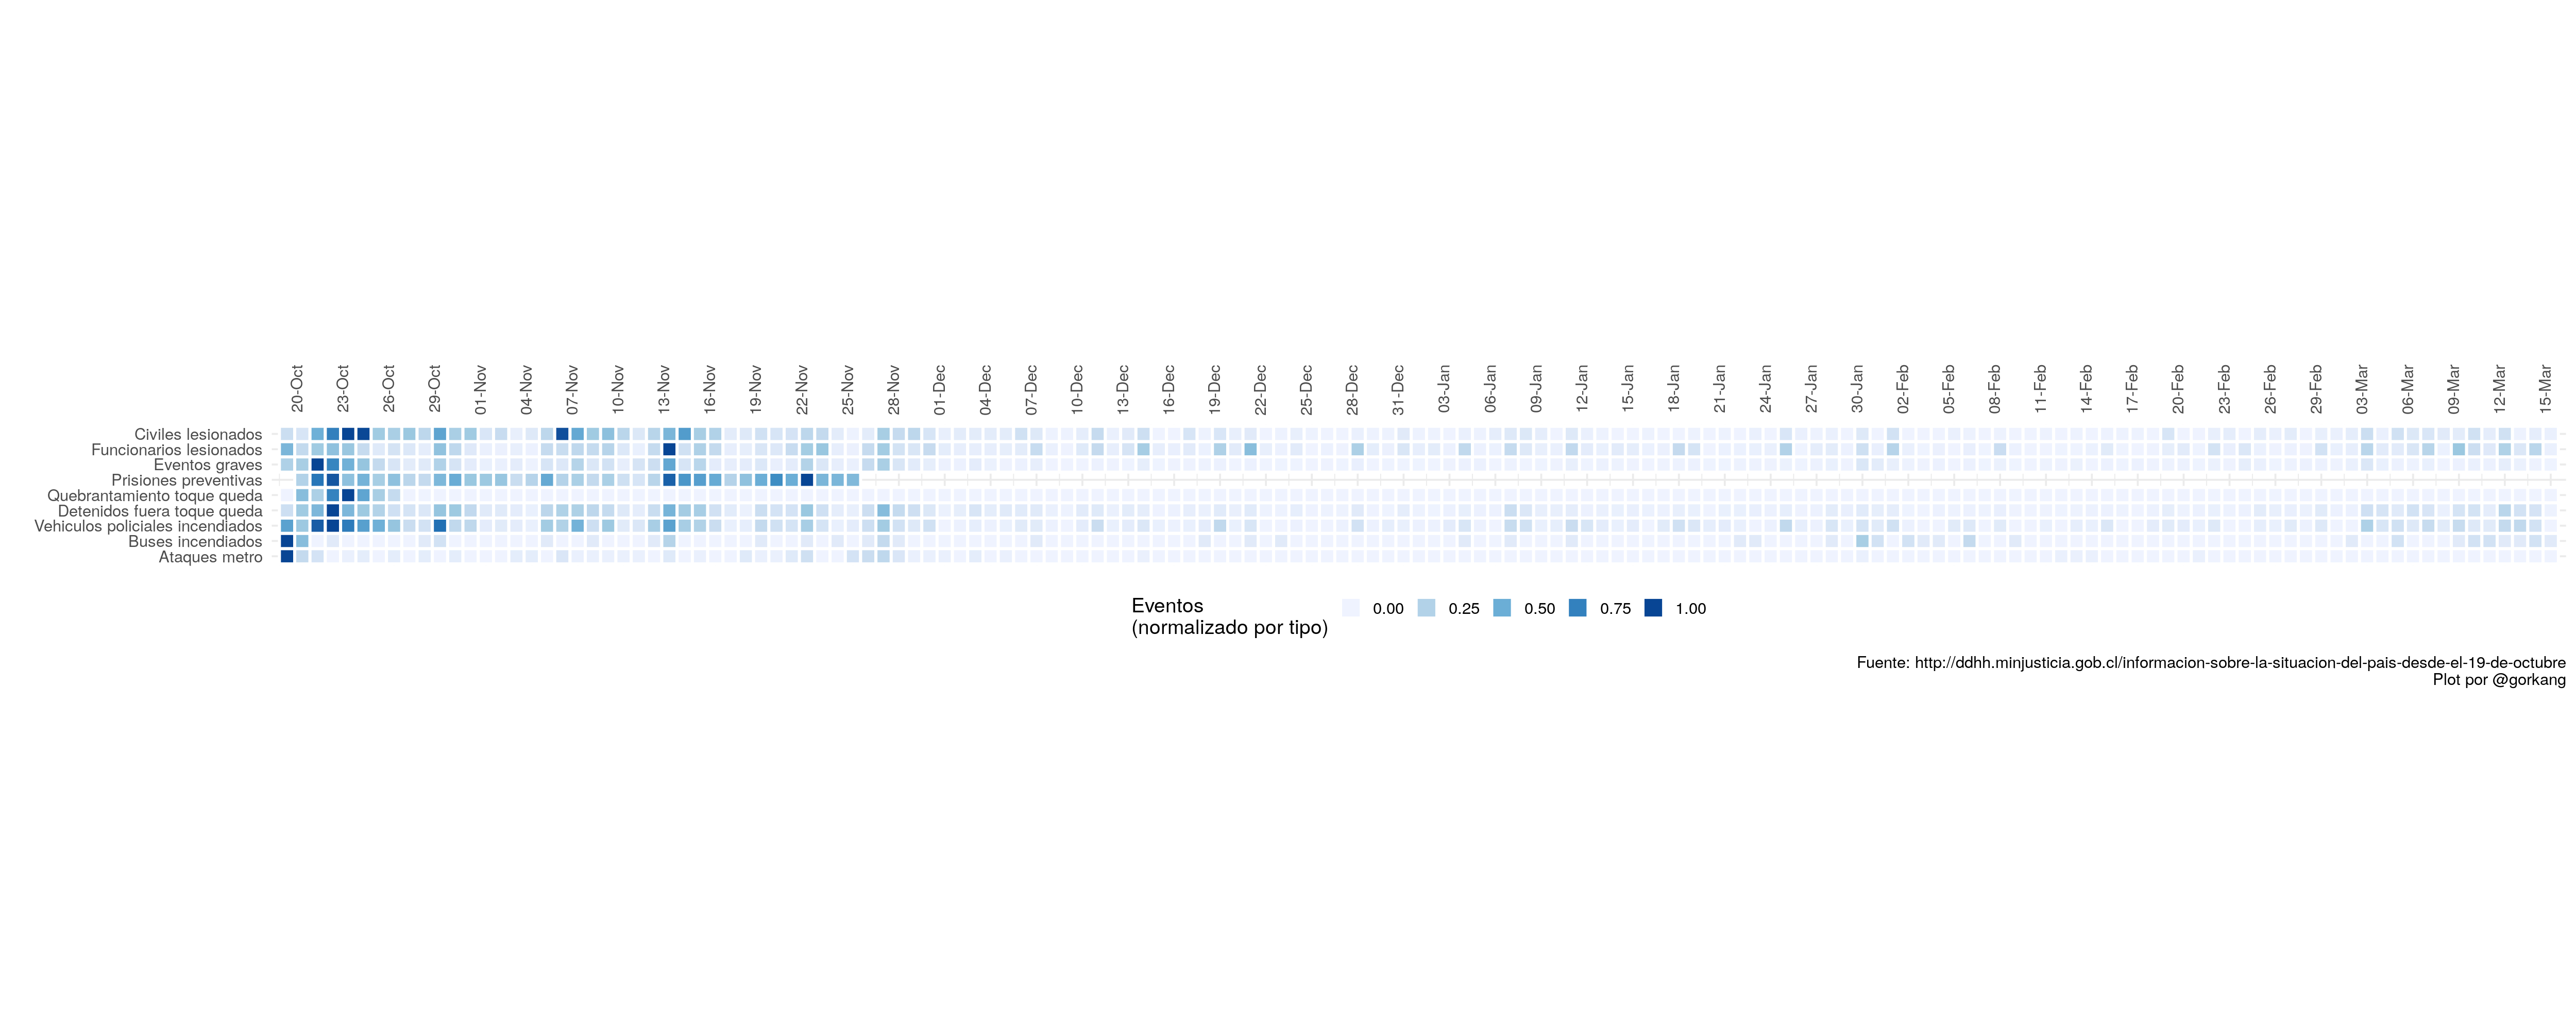 20-Oct
23-Oct
26-Oct
29-Oct
01-Nov
04-Nov
07-Nov
10-Nov
13-Nov
16-Nov
19-Nov
22-Nov
25-Nov
28-Nov
01-Dec
04-Dec
07-Dec
10-Dec
13-Dec
16-Dec
19-Dec
22-Dec
25-Dec
28-Dec
31-Dec
03-Jan
06-Jan
09-Jan
12-Jan
15-Jan
18-Jan
21-Jan
24-Jan
27-Jan
30-Jan
02-Feb
05-Feb
08-Feb
11-Feb
14-Feb
17-Feb
20-Feb
23-Feb
26-Feb
29-Feb
03-Mar
06-Mar
09-Mar
12-Mar
15-Mar
Civiles lesionados
Funcionarios lesionados
Eventos graves
Prisiones preventivas
Quebrantamiento toque queda
Detenidos fuera toque queda
Vehiculos policiales incendiados
Buses incendiados
Ataques metro
Eventos
(normalizado por tipo)
0.00 0.25 0.50 0.75 1.00
Fuente: http://ddhh.minjusticia.gob.cl/informacion-sobre-la-situacion-del-pais-desde-el-19-de-octubre
Plot por @gorkang